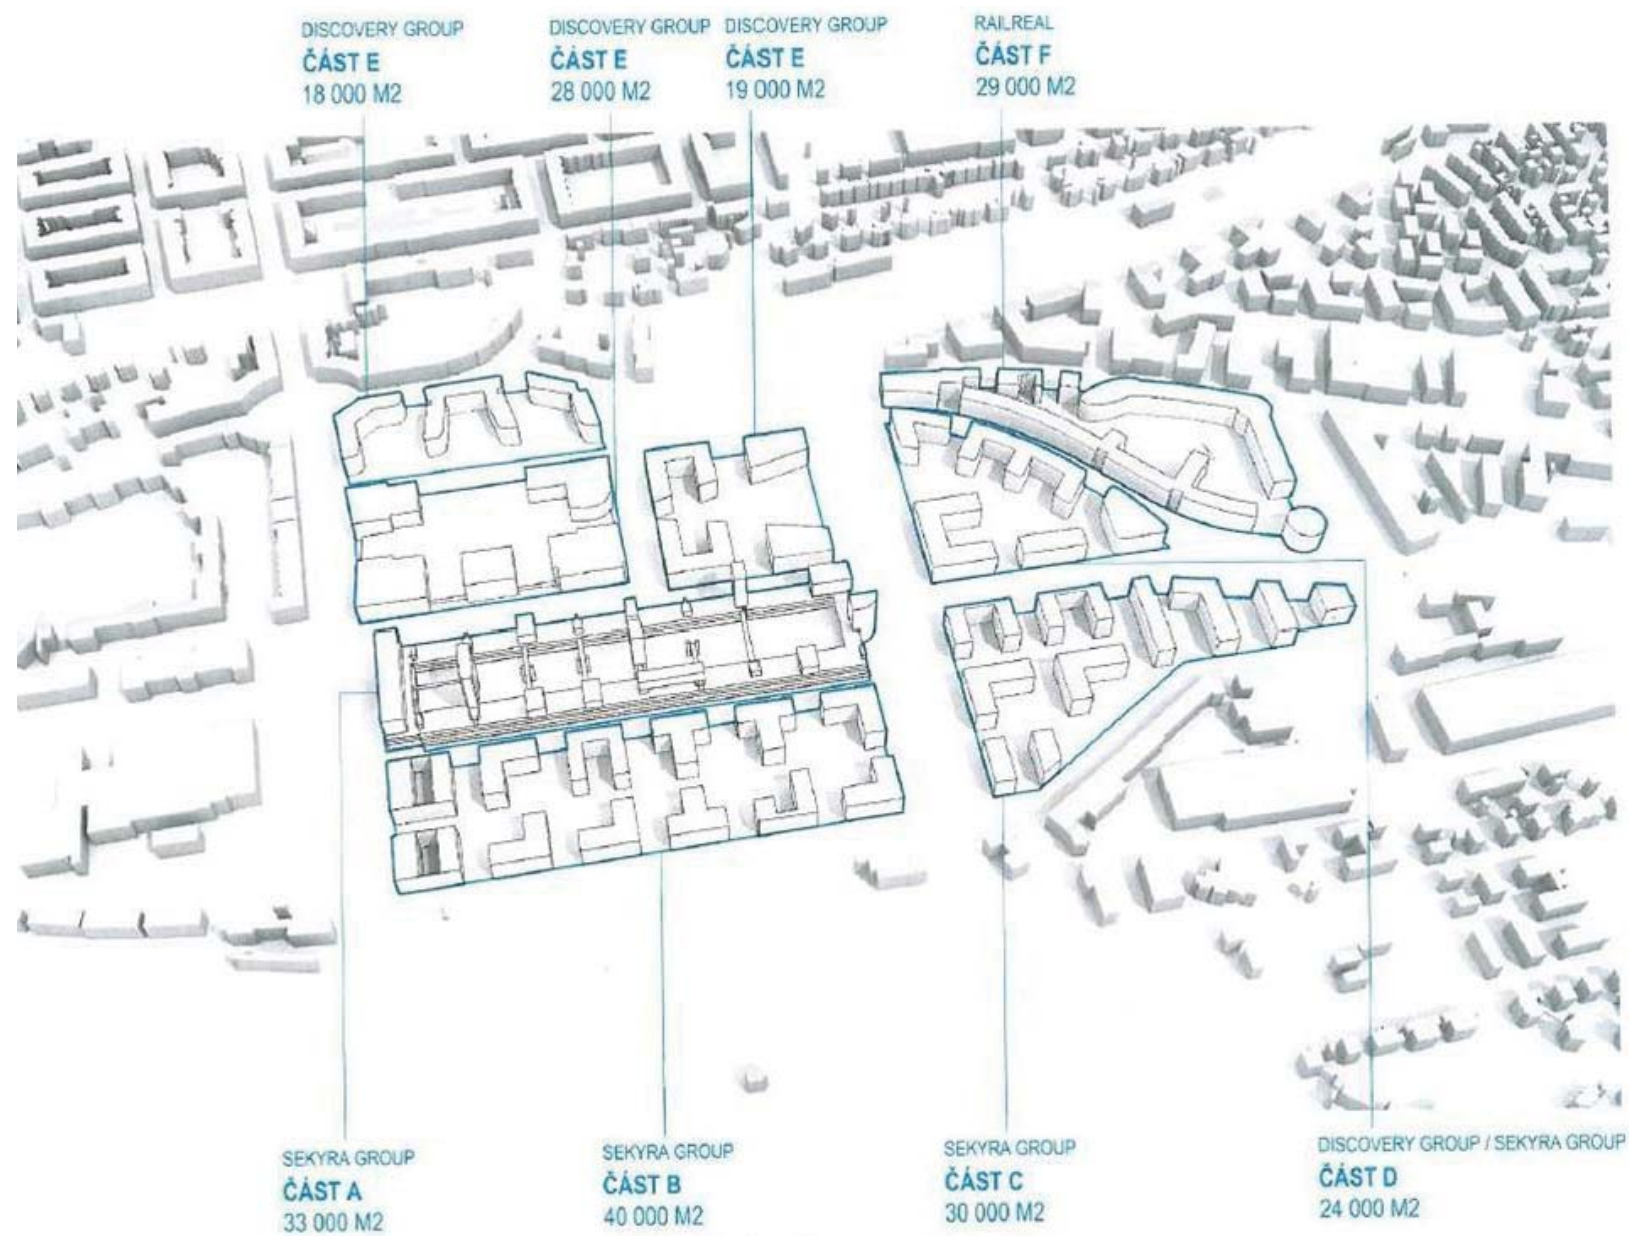 DISCOVERY GROUP
ČÁST E
18 000 M2
DISCOVERY GROUP
ČÁST E
28 000 M2
DISCOVERY GROUP
ČÁST E
19 000 M2
RAILREAL
ČÁST F
29 000 M2
SEKYRA GROUP
ČÁST A
33 000 M2
SEKYRA GROUP
ČÁST B
40 000 M2
SEKYRA GROUP
ČÁST C
30 000 M2
DISCOVERY GROUP / SEKYRA GROUP
ČÁST D
24 000 M2